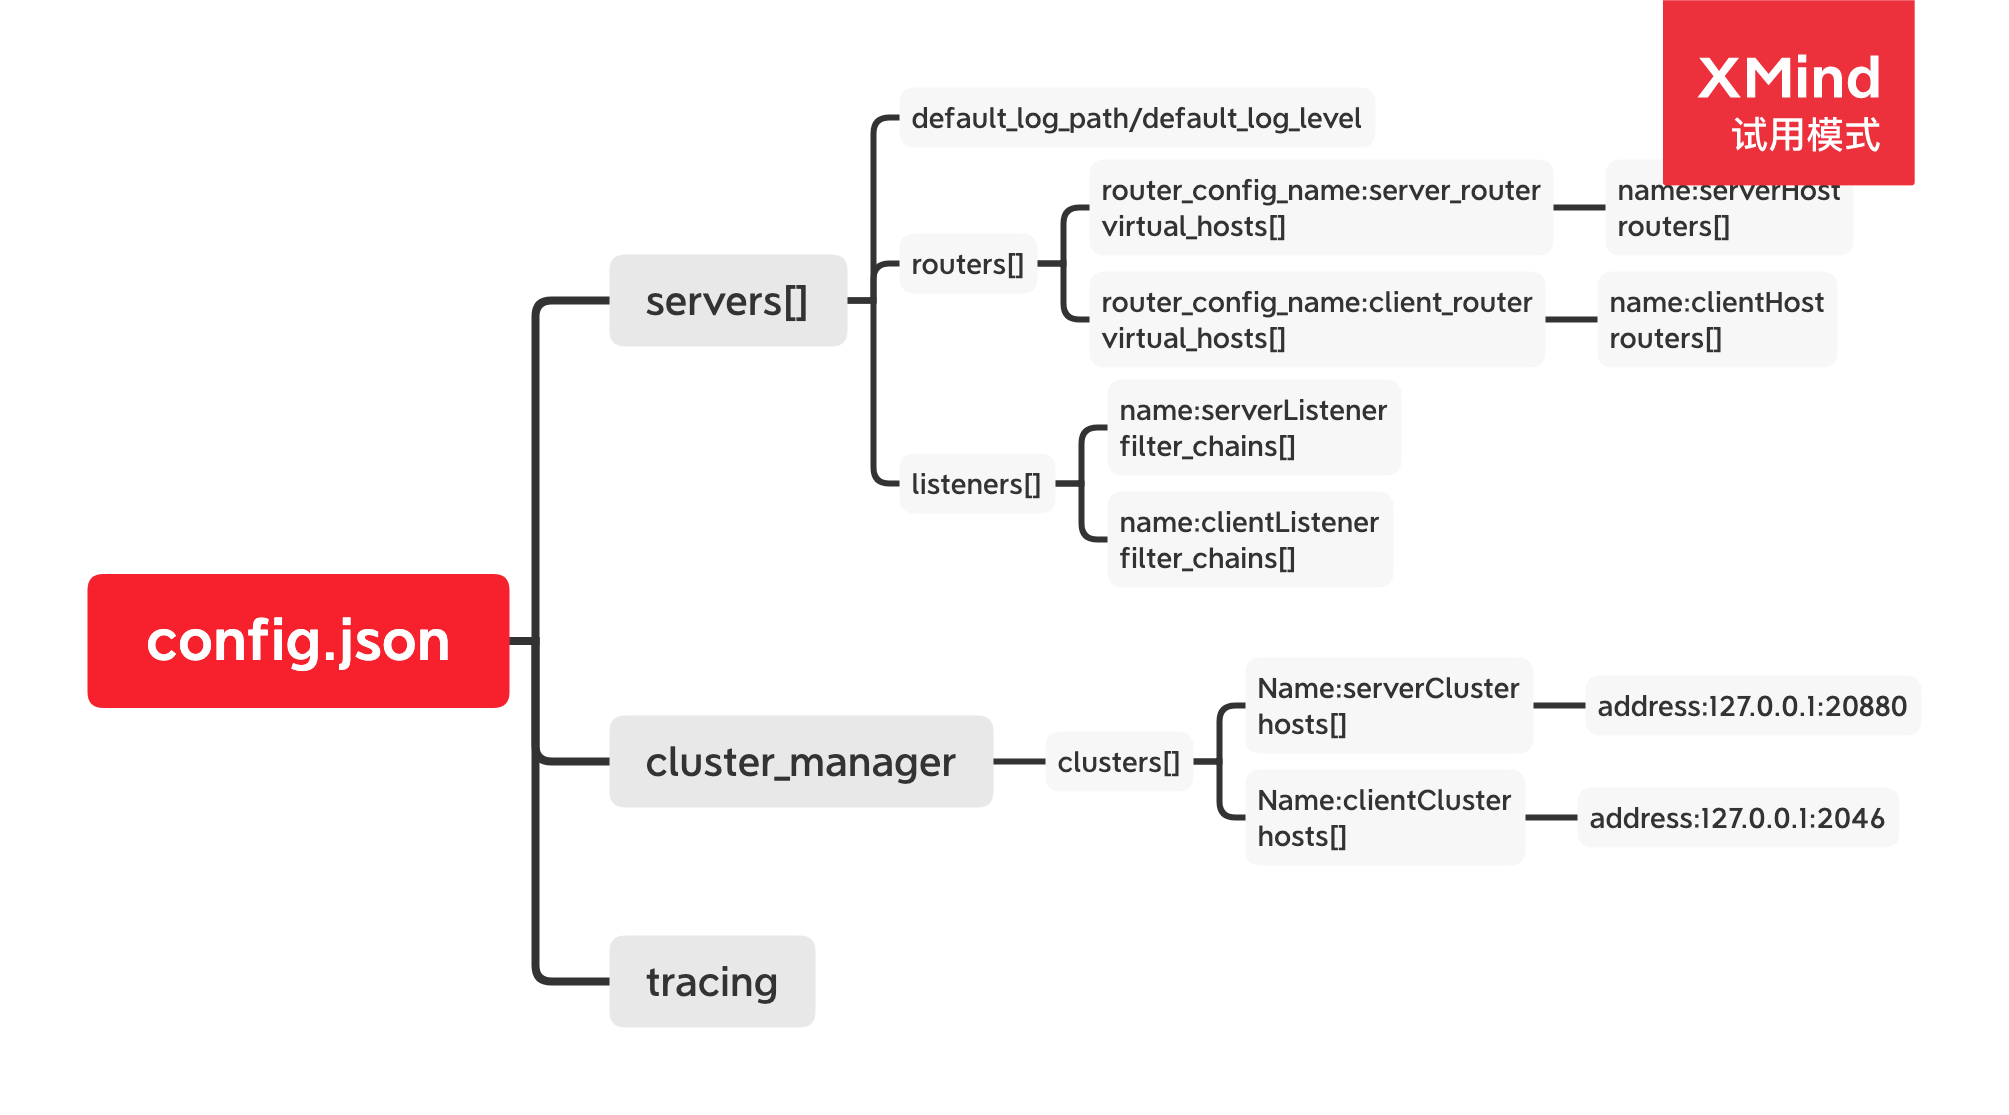 XMind
试用模式
default_log_path/default_log_level
router_config_name:server_router
virtual_hosts[]
name:serverHost
routers[]
routers[]
router_config_name:client_router
virtual_hosts[]
name:clientHost
routers[]
servers[]
name:serverListener
filter_chains[]
listeners[]
name:clientListener
filter_chains[]
config.json
Name:serverCluster
hosts[]
address:127.0.0.1:20880
cluster_manager
clusters[]
Name:clientCluster
hosts[]
address:127.0.0.1:2046
tracing